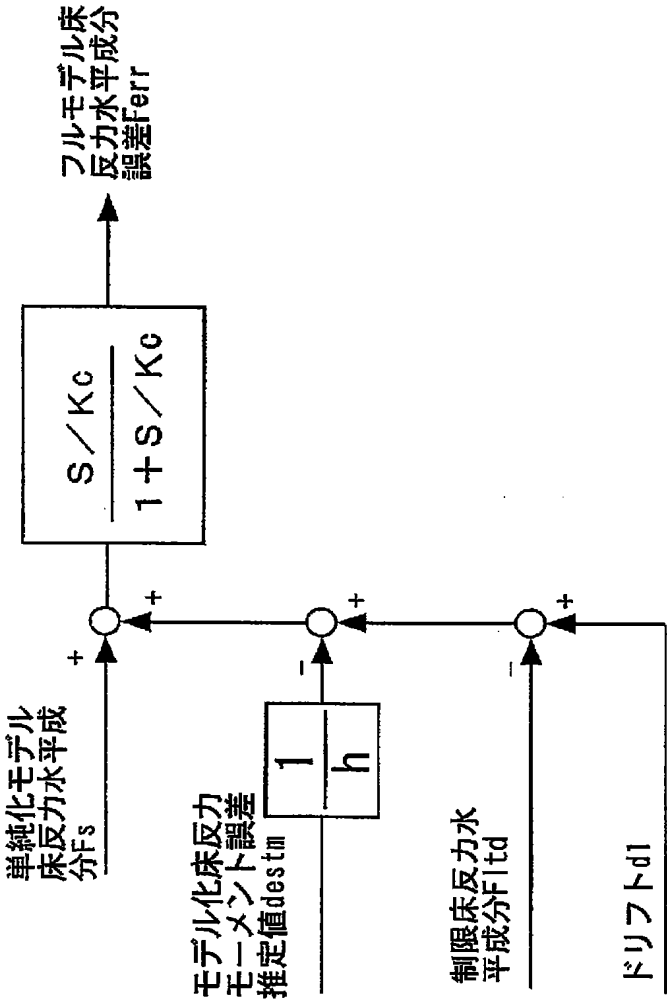 フルモデル床
反力水平成分
誤差Ferr
S／Kc
1＋S／Kc
＋
＋
単純化モデル
床反力水平成
分Fs
－
＋
1
h
モデル化床反力
モーメント誤差
推定値destm
－
＋
制限床反力水
平成分Fltd
ドリフトd1